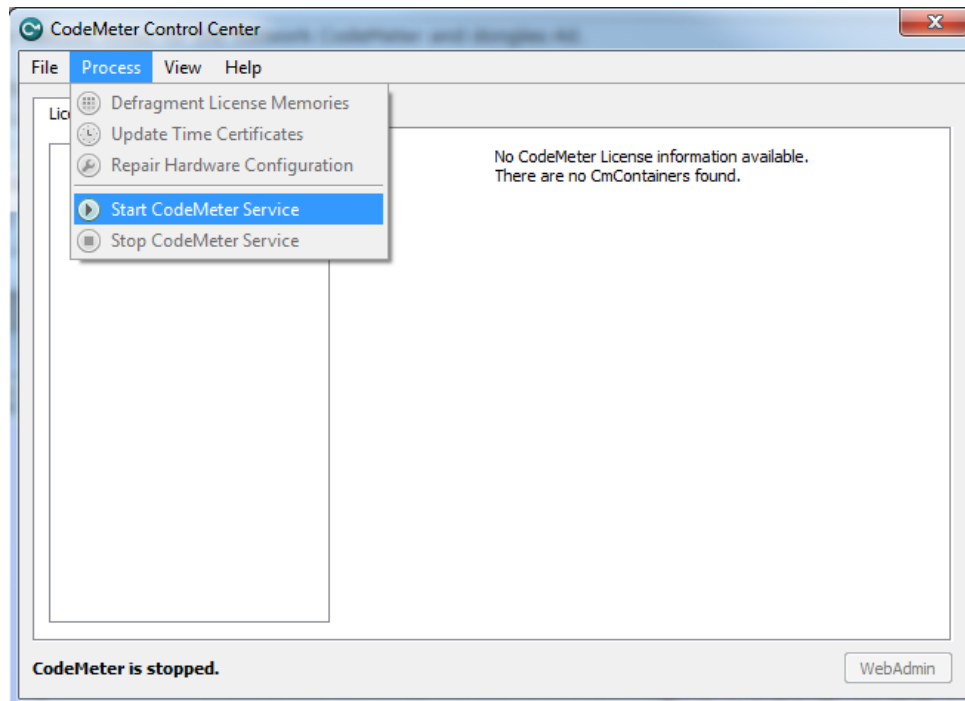 CodeMeter Control Center
File Process View Help
Lic
Defragment License Memories
Update Time Certificates
Repair Hardware Configuration
Start CodeMeter Service
Stop CodeMeter Service
No CodeMeter License information available.
There are no CmContainers found.
CodeMeter is stopped.
WebAdmin